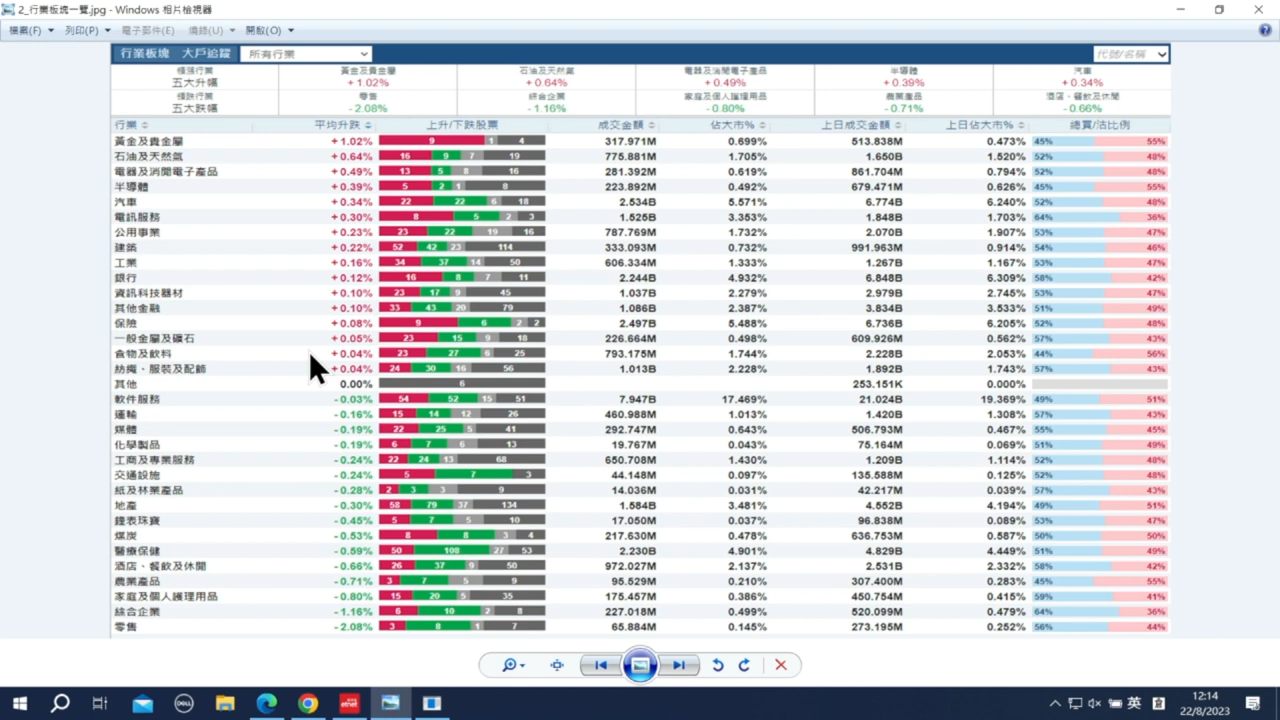 2_行業板塊一覽.jpg - Windows 相片檢視器
檔案(F) 列印(P) 電子郵件(E) 燒錄(U) 開啟(O)
行業板塊 大戶追蹤 所有行業 代號/名稱
領漲行業 黃金及貴金屬 石油及天然氣 電器及消閒電子產品 半導體 汽車
五大升幅 +1.02% +0.64% +0.49% +0.39% +0.34%
領跌行業 零售 綜合企業 家庭及個人護理用品 農業產品 酒店、餐飲及休閒
五大跌幅 -2.08% -1.16% -0.80% -0.71% -0.66%
行業 平均升跌 上升/下跌股票 成交金額 佔大市% 上日成交金額 上日佔大市% 總買/沽比例
黃金及貴金屬 +1.02% 9 1 4 317.971M 0.699% 513.838M 0.473% 45% 55%
石油及天然氣 +0.64% 16 9 7 19 775.881M 1.705% 1.650B 1.520% 52% 48%
電器及消閒電子產品 +0.49% 13 5 8 16 281.392M 0.619% 861.704M 0.794% 52% 48%
半導體 +0.39% 5 2 1 8 223.892M 0.492% 679.471M 0.626% 45% 55%
汽車 +0.34% 22 22 6 18 2.534B 5.571% 6.774B 6.240% 52% 48%
電訊服務 +0.30% 8 5 2 3 1.525B 3.353% 1.848B 1.703% 64% 36%
公用事業 +0.23% 23 22 19 16 787.769M 1.732% 2.070B 1.907% 53% 47%
建築 +0.22% 52 42 23 114 333.093M 0.732% 991.963M 0.914% 54% 46%
工業 +0.16% 34 37 14 50 606.334M 1.333% 1.267B 1.167% 53% 47%
銀行 +0.12% 16 8 7 11 2.244B 4.932% 6.848B 6.309% 58% 42%
資訊科技器材 +0.10% 23 17 9 45 1.037B 2.279% 2.979B 2.745% 53% 47%
其他金融 +0.10% 33 43 20 79 1.086B 2.387% 3.834B 3.533% 51% 49%
保險 +0.08% 9 6 2 2 2.497B 5.488% 6.736B 6.205% 52% 48%
一般金屬及礦石 +0.05% 23 15 9 18 226.664M 0.498% 609.926M 0.562% 57% 43%
食物及飲料 +0.04% 23 27 6 25 793.175M 1.744% 2.228B 2.053% 44% 56%
紡織、服裝及配飾 +0.04% 24 30 16 56 1.013B 2.228% 1.892B 1.743% 57% 43%
其他 0.00% 6 253.151K 0.000%
軟件服務 -0.03% 54 52 15 51 7.947B 17.469% 21.024B 19.369% 49% 51%
運輸 -0.16% 15 14 12 26 460.988M 1.013% 1.420B 1.308% 57% 43%
媒體 -0.19% 22 25 5 41 292.747M 0.643% 506.793M 0.467% 55% 45%
化學製品 -0.19% 6 7 6 13 19.767M 0.043% 75.164M 0.069% 51% 49%
工商及專業服務 -0.24% 22 24 13 68 650.708M 1.430% 1.209B 1.114% 52% 48%
交通設施 -0.24% 5 7 3 44.148M 0.097% 135.588M 0.125% 52% 48%
紙及林業產品 -0.28% 2 3 3 9 14.036M 0.031% 42.217M 0.039% 57% 43%
地產 -0.30% 58 79 37 134 1.584B 3.481% 4.552B 4.194% 49% 51%
鐘表珠寶 -0.45% 5 7 5 10 17.050M 0.037% 96.838M 0.089% 53% 47%
煤炭 -0.53% 8 8 3 4 217.630M 0.478% 636.753M 0.587% 50% 50%
醫療保健 -0.59% 50 108 27 53 2.230B 4.901% 4.829B 4.449% 51% 49%
酒店、餐飲及休閒 -0.66% 26 37 9 50 972.027M 2.137% 2.531B 2.332% 58% 42%
農業產品 -0.71% 3 7 5 9 95.529M 0.210% 307.400M 0.283% 45% 55%
家庭及個人護理用品 -0.80% 15 20 5 35 175.457M 0.386% 450.754M 0.415% 59% 41%
綜合企業 -1.16% 6 10 2 8 227.018M 0.499% 520.099M 0.479% 64% 36%
零售 -2.08% 3 8 1 7 65.884M 0.145% 273.195M 0.252% 56% 44%
DELL
etnet
英
12:14
22/8/2023